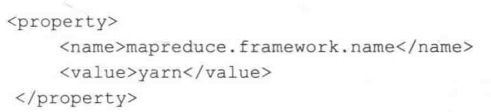 <property>
<name>mapreduce.framework.name</name>
<value>yarn</value>
</property>